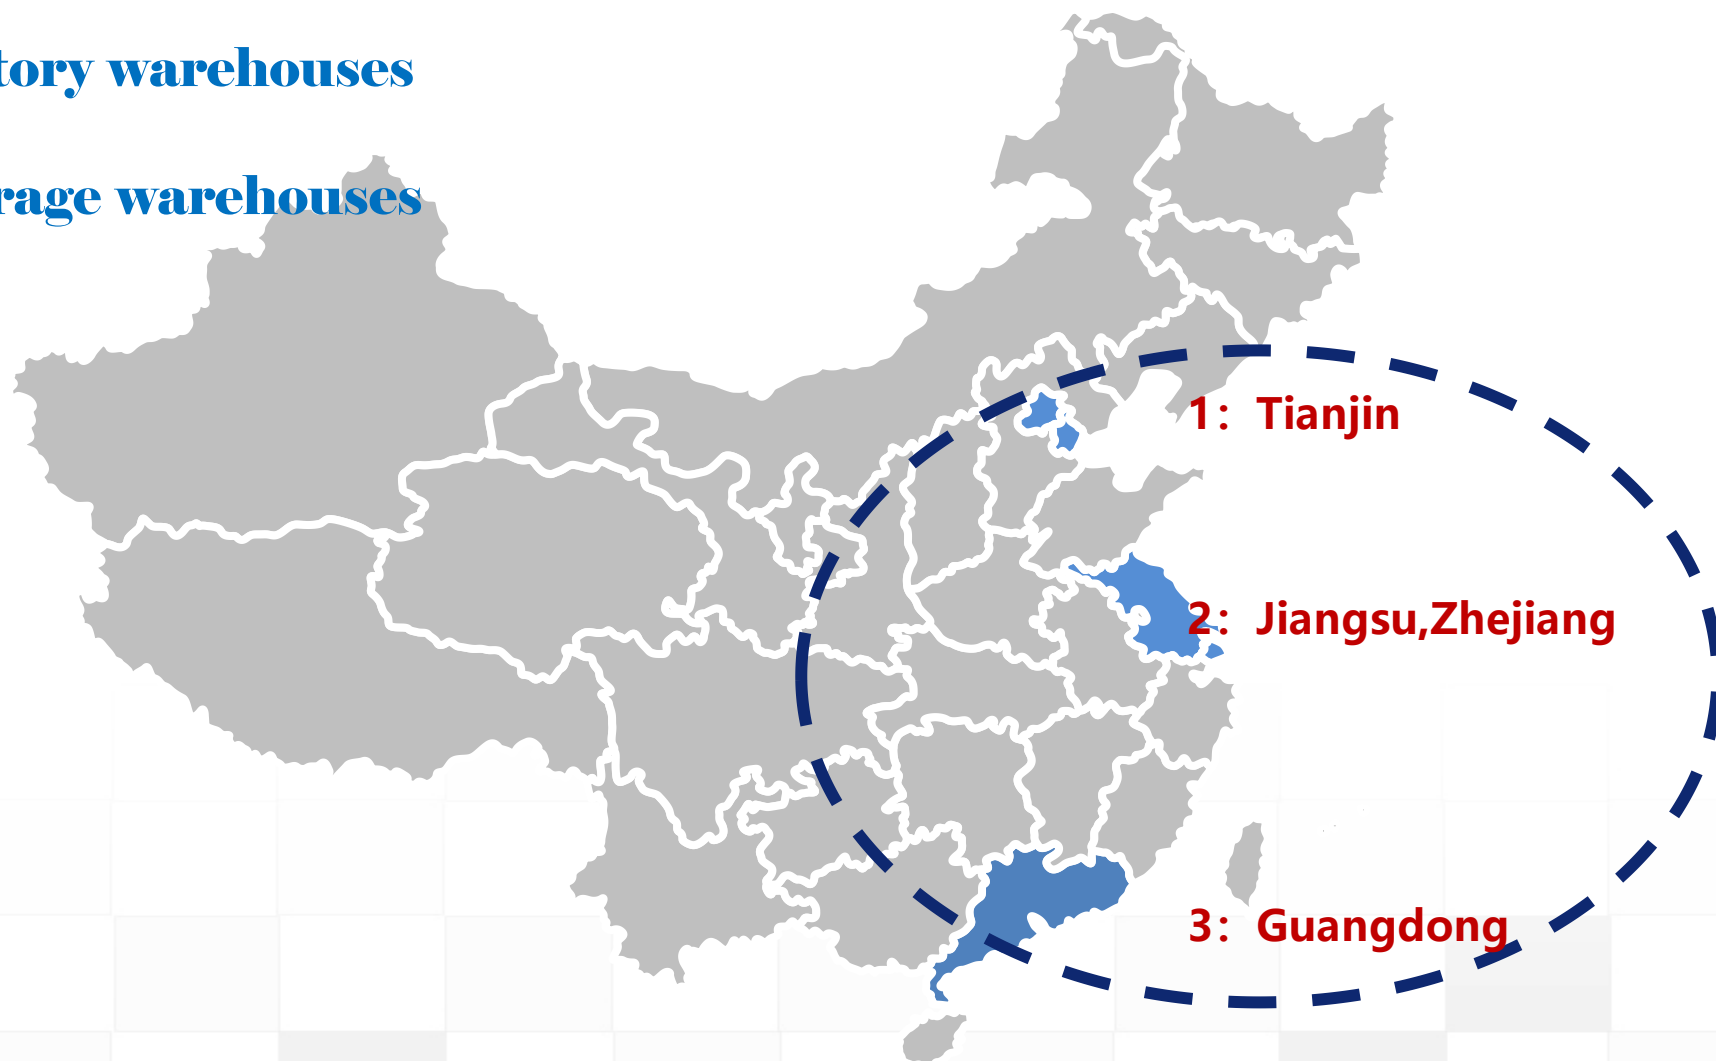 tory warehouses
rage warehouses
1: Tianjin
2: Jiangsu,Zhejiang
3: Guangdong